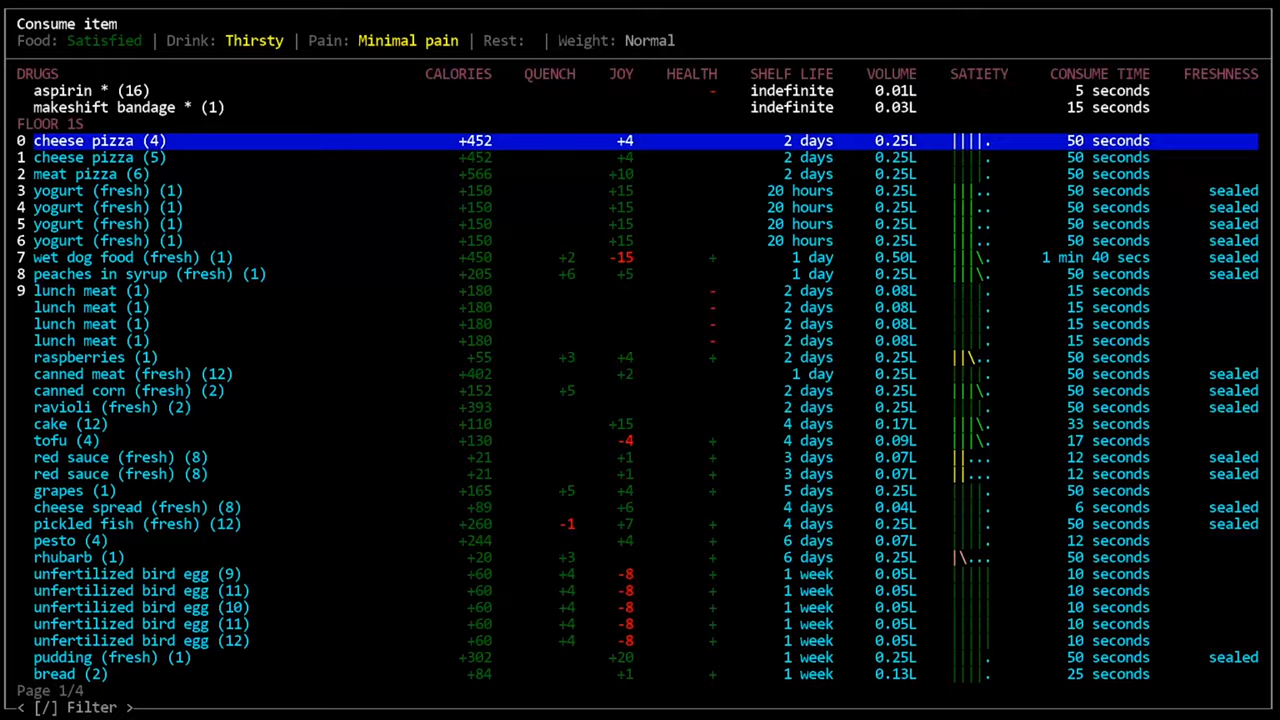 Consume item
Food: Satisfied | Drink: Thirsty | Pain: Minimal pain | Rest: | Weight: Normal
DRUGS CALORIES QUENCH JOY HEALTH SHELF LIFE VOLUME SATIETY CONSUME TIME FRESHNESS
aspirin * (16) - indefinite 0.01L 5 seconds
makeshift bandage * (1) indefinite 0.03L 15 seconds
FLOOR 1S
0 cheese pizza (4) +452 +4 2 days 0.25L ||||. 50 seconds
1 cheese pizza (5) +452 +4 2 days 0.25L ||||. 50 seconds
2 meat pizza (6) +566 +10 2 days 0.25L ||||. 50 seconds
3 yogurt (fresh) (1) +150 +15 20 hours 0.25L |||.. 50 seconds sealed
4 yogurt (fresh) (1) +150 +15 20 hours 0.25L |||.. 50 seconds sealed
5 yogurt (fresh) (1) +150 +15 20 hours 0.25L |||.. 50 seconds sealed
6 yogurt (fresh) (1) +150 +15 20 hours 0.25L |||.. 50 seconds sealed
7 wet dog food (fresh) (1) +450 +2 -15 + 1 day 0.50L |||\. 1 min 40 secs sealed
8 peaches in syrup (fresh) (1) +205 +6 +5 1 day 0.25L |||\. 50 seconds sealed
9 lunch meat (1) +180 - 2 days 0.08L ||||. 15 seconds
lunch meat (1) +180 - 2 days 0.08L ||||. 15 seconds
lunch meat (1) +180 - 2 days 0.08L ||||. 15 seconds
lunch meat (1) +180 - 2 days 0.08L ||||. 15 seconds
raspberries (1) +55 +3 +4 + 2 days 0.25L ||\.. 50 seconds
canned meat (fresh) (12) +402 +2 1 day 0.25L ||||. 50 seconds sealed
canned corn (fresh) (2) +152 +5 2 days 0.25L |||\. 50 seconds sealed
ravioli (fresh) (2) +393 2 days 0.25L ||||. 50 seconds sealed
cake (12) +110 +15 4 days 0.17L |||\. 33 seconds
tofu (4) +130 -4 + 4 days 0.09L |||\. 17 seconds
red sauce (fresh) (8) +21 +1 + 3 days 0.07L ||... 12 seconds sealed
red sauce (fresh) (8) +21 +1 + 3 days 0.07L ||... 12 seconds sealed
grapes (1) +165 +5 +4 + 5 days 0.25L ||||. 50 seconds
cheese spread (fresh) (8) +89 +6 4 days 0.04L ||||. 6 seconds sealed
pickled fish (fresh) (12) +260 -1 +7 + 4 days 0.25L ||||. 50 seconds sealed
pesto (4) +244 +4 + 6 days 0.07L ||||. 12 seconds
rhubarb (1) +20 +3 + 6 days 0.25L |\... 50 seconds
unfertilized bird egg (9) +60 +4 -8 + 1 week 0.05L ||||| 10 seconds
unfertilized bird egg (11) +60 +4 -8 + 1 week 0.05L ||||| 10 seconds
unfertilized bird egg (10) +60 +4 -8 + 1 week 0.05L ||||| 10 seconds
unfertilized bird egg (11) +60 +4 -8 + 1 week 0.05L ||||| 10 seconds
unfertilized bird egg (12) +60 +4 -8 + 1 week 0.05L ||||| 10 seconds
pudding (fresh) (1) +302 +20 1 week 0.25L ||||. 50 seconds sealed
bread (2) +84 +1 + 1 week 0.13L ||||. 25 seconds
Page 1/4
< [/] Filter >